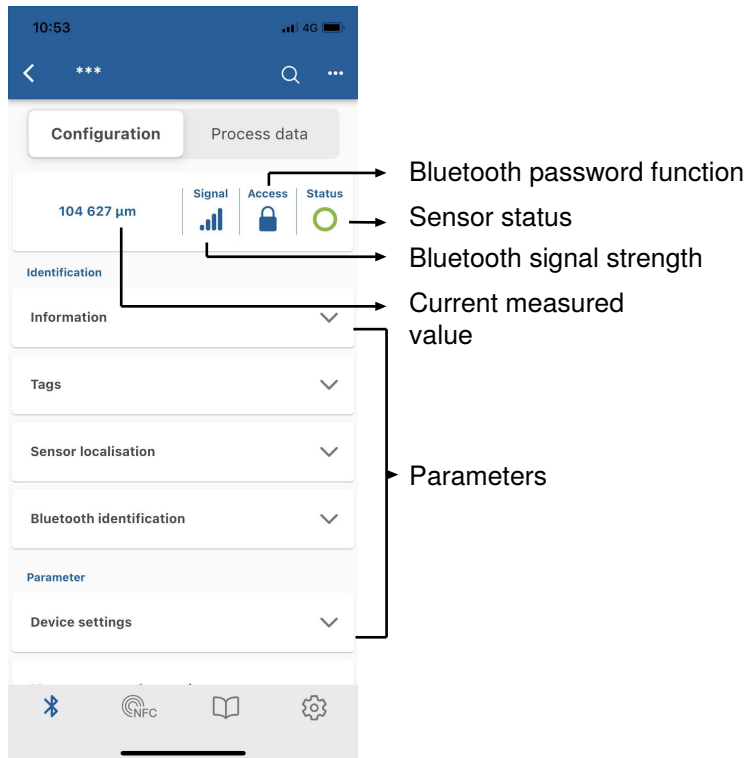 10:53
4G
***
Configuration
Process data
104 627 µm
Signal
Access
Status
Bluetooth password function
Sensor status
Bluetooth signal strength
Current measured
value
Identification
Information
Tags
Sensor localisation
Bluetooth identification
Parameters
Parameter
Device settings
NFC